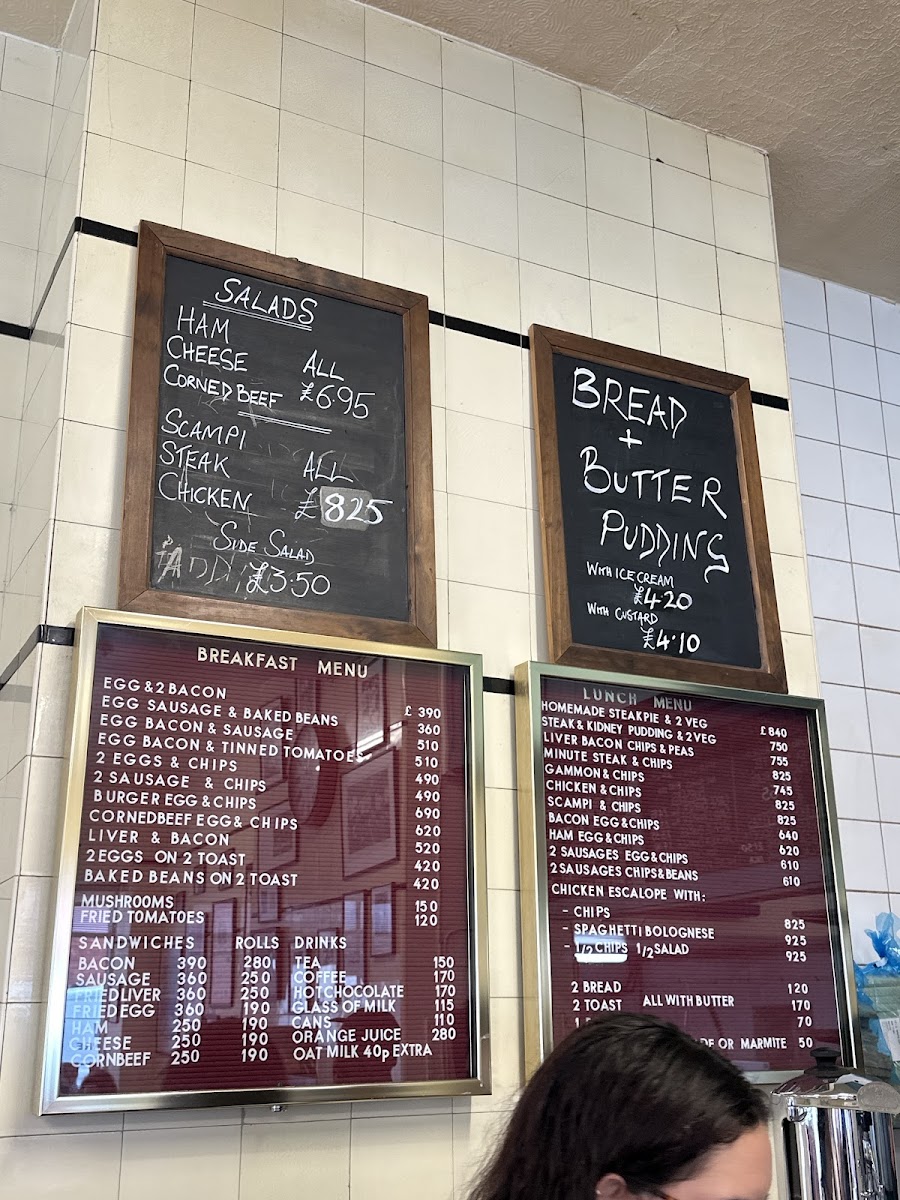 SALADS
HAM
CHEESE ALL
CORNED BEEF £6.95
SCAMPI
STEAK ALL
CHICKEN £825
SIDE SALAD
£3.50
BREAD
+
BUTTER
PUDDING
WITH ICE CREAM
£4.20
WITH CUSTARD
£4.10
BREAKFAST MENU
EGG & 2 BACON £ 390
EGG SAUSAGE & BAKED BEANS 360
EGG BACON & SAUSAGE 510
EGG BACON & TINNED TOMATOES 510
2 EGGS & CHIPS 490
2 SAUSAGE & CHIPS 490
BURGER EGG & CHIPS 690
CORNEDBEEF EGG & CHIPS 620
LIVER & BACON 520
2EGGS ON 2 TOAST 420
BAKED BEANS ON 2 TOAST 420
MUSHROOMS 150
FRIED TOMATOES 120
SANDWICHES ROLLS DRINKS
BACON 390 280 TEA 150
SAUSAGE 360 250 COFFEE 170
FRIED LIVER 360 250 HOT CHOCOLATE 170
FRIED EGG 360 190 GLASS OF MILK 115
HAM 250 190 CANS 110
CHEESE 250 190 ORANGE JUICE 280
CORNBEEF 250 190 OAT MILK 40p EXTRA
LUNCH MENU
HOMEMADE STEAKPIE & 2 VEG £ 840
STEAK & KIDNEY PUDDING & 2 VEG 750
LIVER BACON CHIPS & PEAS 755
MINUTE STEAK & CHIPS 825
GAMMON & CHIPS 745
CHICKEN & CHIPS 825
SCAMPI & CHIPS 825
BACON EGG & CHIPS 640
HAM EGG & CHIPS 620
2 SAUSAGES EGG & CHIPS 610
2 SAUSAGES CHIPS & BEANS 610
CHICKEN ESCALOPE WITH:
- CHIPS 825
- SPAGHETTI BOLOGNESE 925
- 1/2 CHIPS 1/2 SALAD 925
2 BREAD 120
2 TOAST ALL WITH BUTTER 170
70
OR MARMITE 50